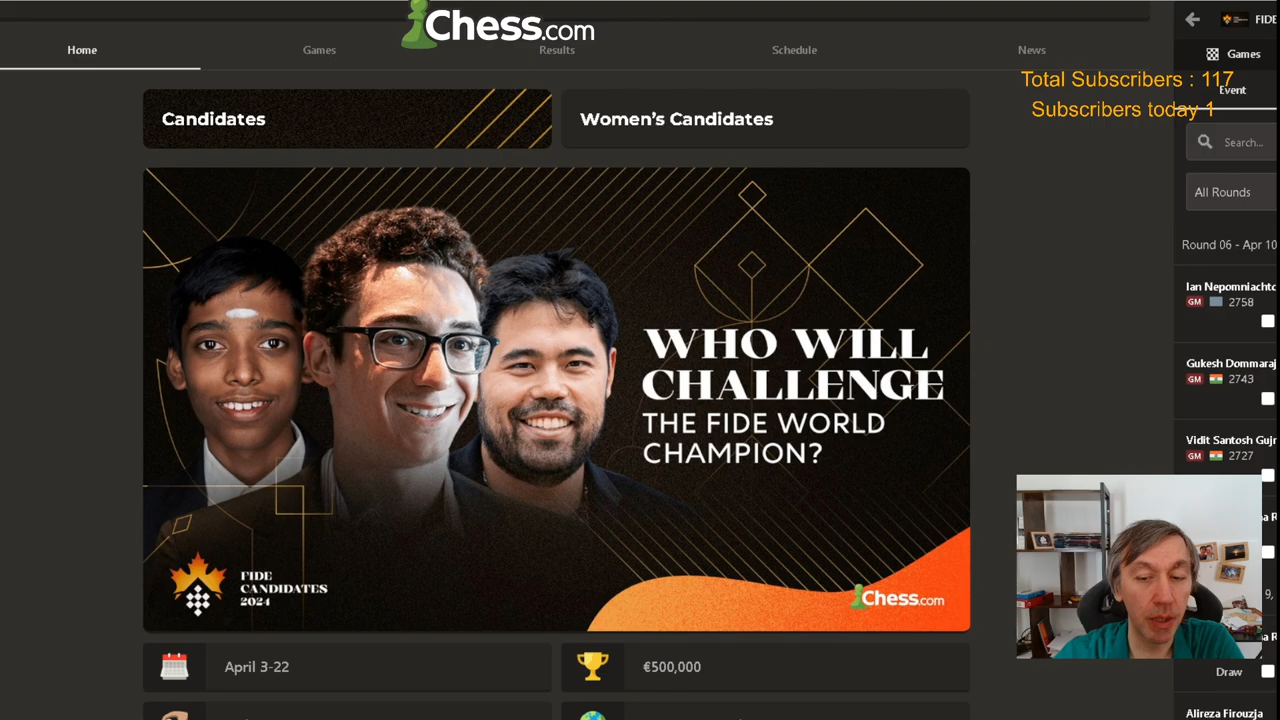 Chess.com
Home
Games
Results
Schedule
News
FIDE
Games
Total Subscribers : 117
Event
Subscribers today 1
Candidates
Women's Candidates
Search...
All Rounds
Round 06 - Apr 10
WHO WILL
CHALLENGE
THE FIDE WORLD
CHAMPION?
FIDE
CANDIDATES
2024
Chess.com
Ian Nepomniachtc
GM 2758
Gukesh Dommaraj
GM 2743
Vidit Santosh Gujr
GM 2727
a R
na R
9,
Draw
Alireza Firouzja
April 3-22
€500,000